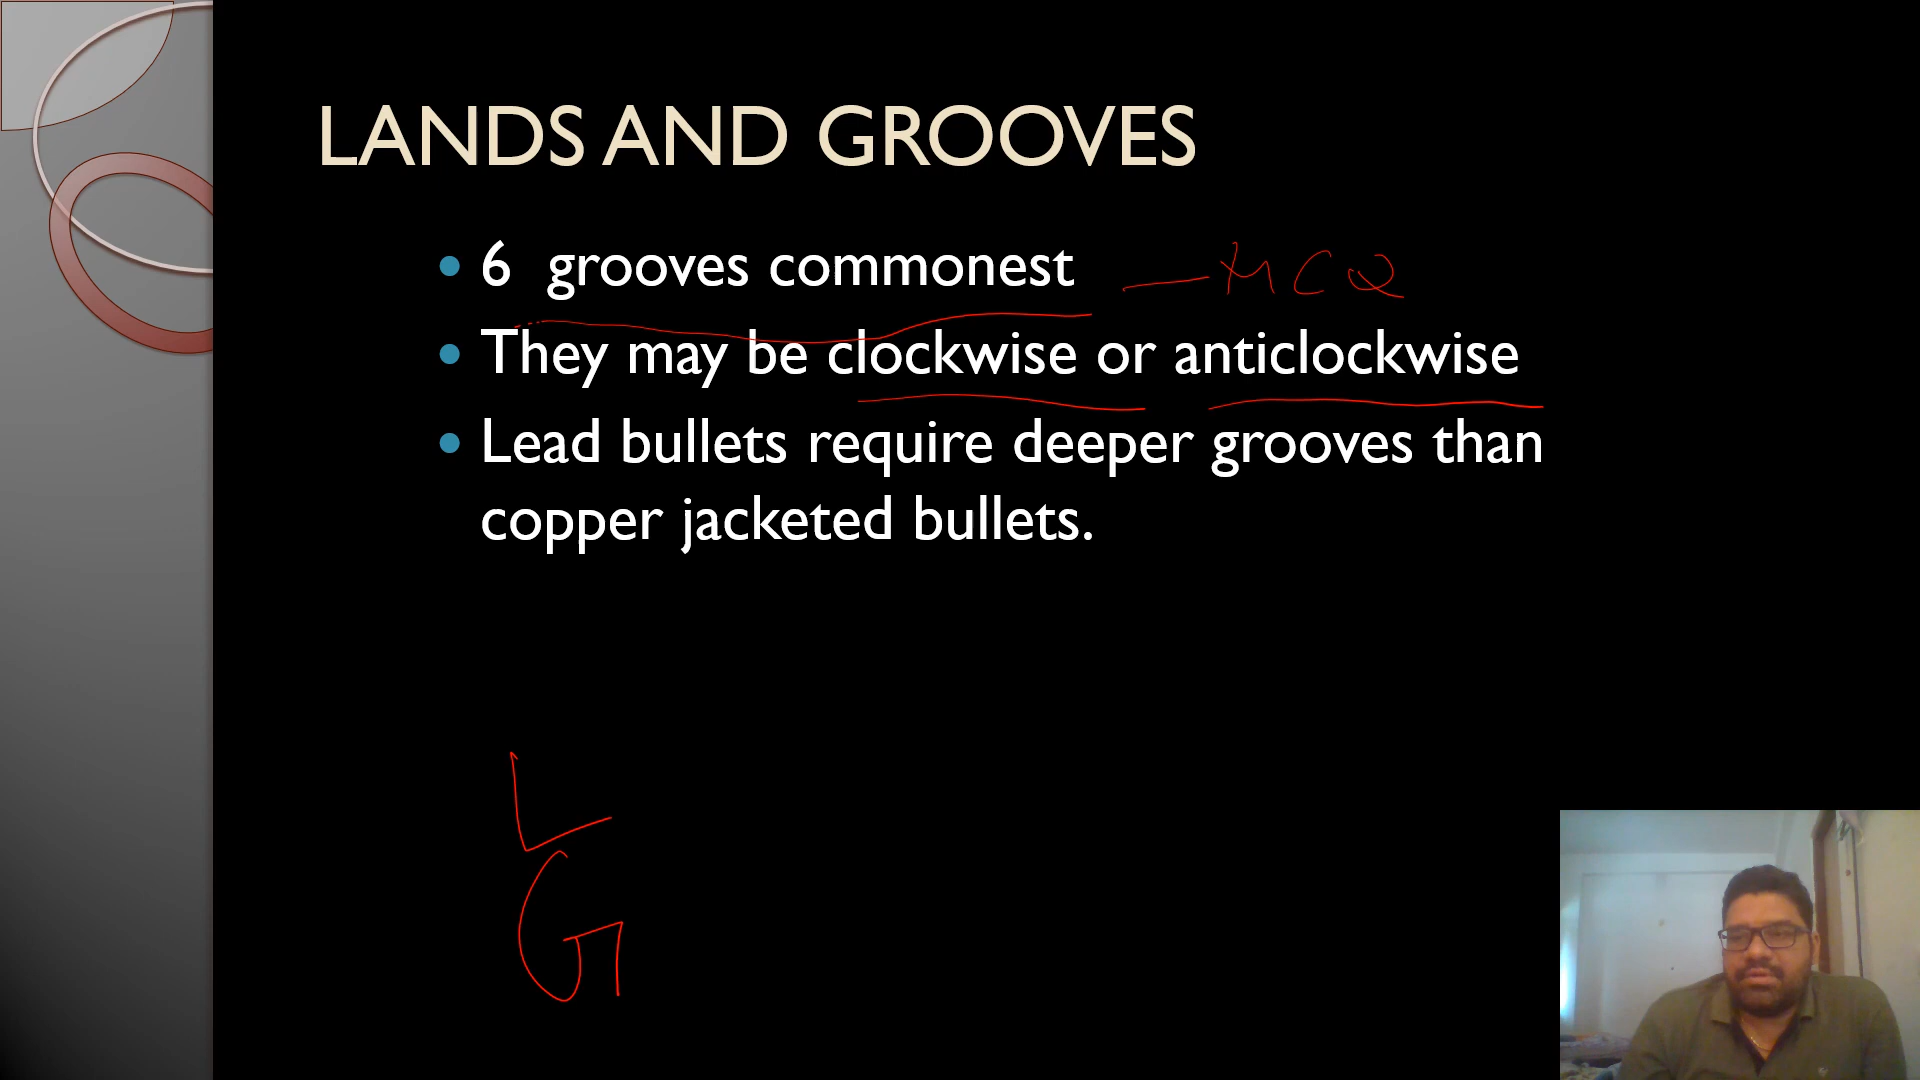 LANDS AND GROOVES
• 6 grooves commonest — MCQ
• They may be clockwise or anticlockwise
• Lead bullets require deeper grooves than
copper jacketed bullets.
L
G